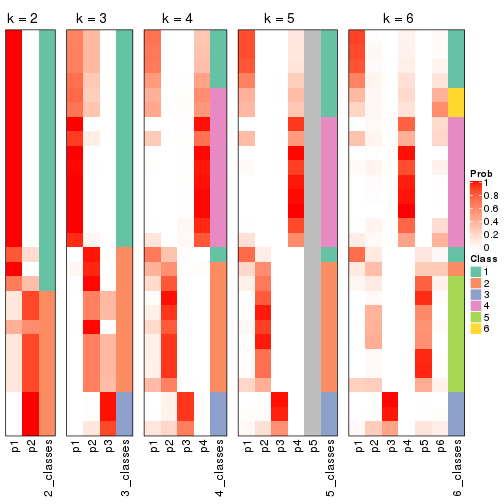 k = 2
k = 3
k = 4
k = 5
k = 6
Prob
1
0.8
0.6
0.4
0.2
0
Class
1
2
3
4
5
6
p1
p2
2_classes
p1
p2
p3
3_classes
p1
p2
p3
p4
4_classes
p1
p2
p3
p4
p5
5_classes
p1
p2
p3
p4
p5
p6
6_classes